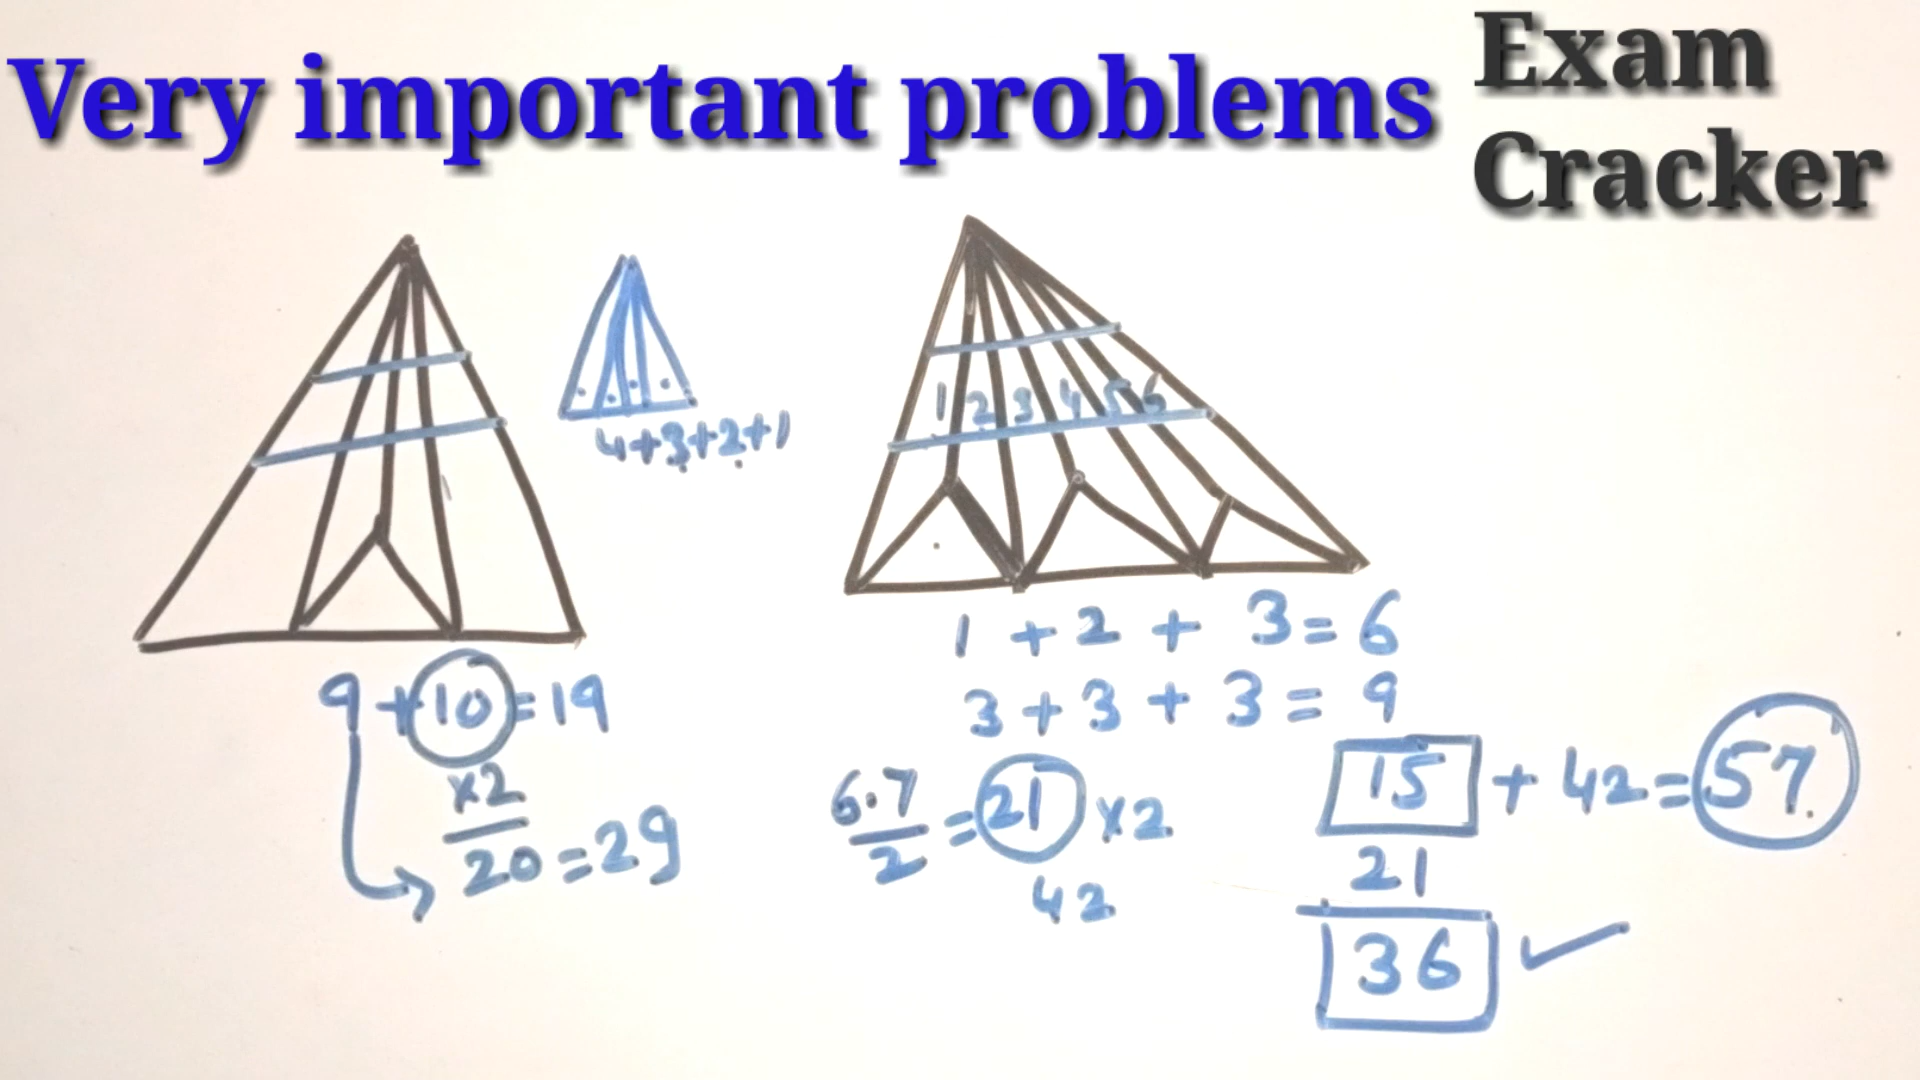 Very important problems
Exam
Cracker
4+3+2+1
1 2 3 4 5 6
9+10=19
×2
20=29
1 + 2 + 3 = 6
3 + 3 + 3 = 9
6·7
2
=21 ×2
42
15 + 42 = 57
21
36 ✓